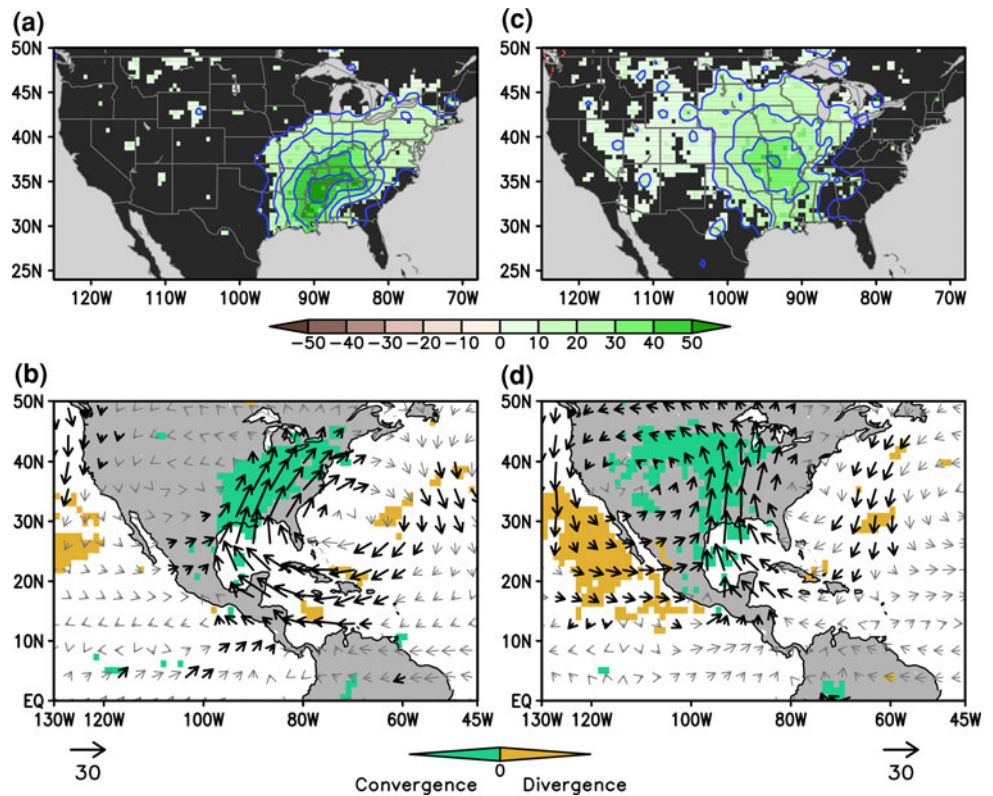 (a) (c)
50N 50N
45N 45N
40N 40N
35N 35N
30N 30N
25N 25N
120W 110W 100W 90W 80W 70W 120W 110W 100W 90W 80W 70W
-50 -40 -30 -20 -10 0 10 20 30 40 50
(b) (d)
50N 50N
40N 40N
30N 30N
20N 20N
10N 10N
EQ EQ
130W 100W 80W 60W 45W 130W 100W 80W 60W 45W
30 Convergence 0 Divergence 30